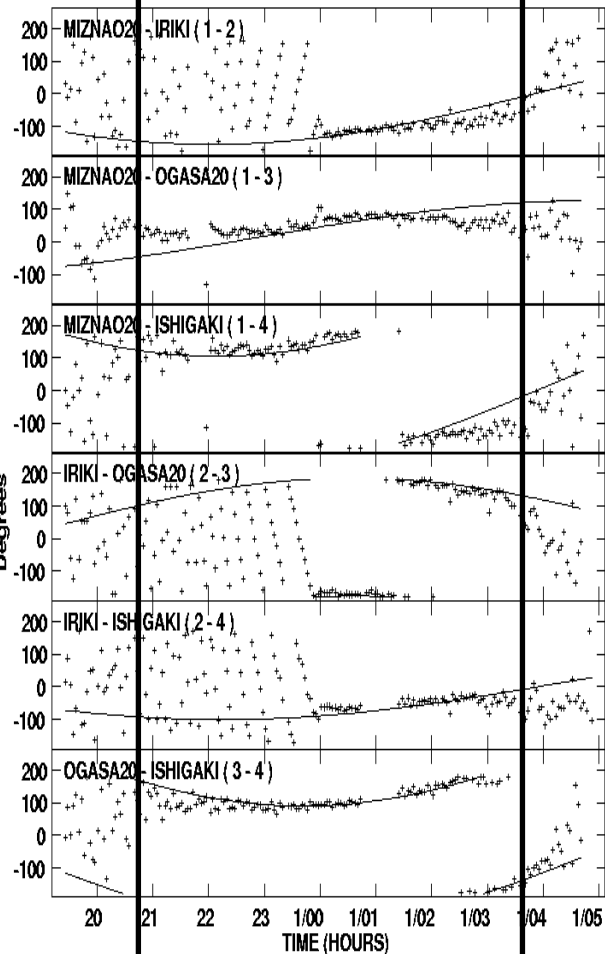 MIZNAO20 - IRIKI ( 1 - 2 )
200
100
0
-100
MIZNAO20 - OGASA20 ( 1 - 3 )
200
100
0
-100
MIZNAO20 - ISHIGAKI ( 1 - 4 )
200
100
0
-100
IRIKI - OGASA20 ( 2 - 3 )
200
100
0
-100
Degrees
IRIKI - ISHIGAKI ( 2 - 4 )
200
100
0
-100
OGASA20 - ISHIGAKI ( 3 - 4 )
200
100
0
-100
20 21 22 23 1/00 1/01 1/02 1/03 1/04 1/05
TIME (HOURS)